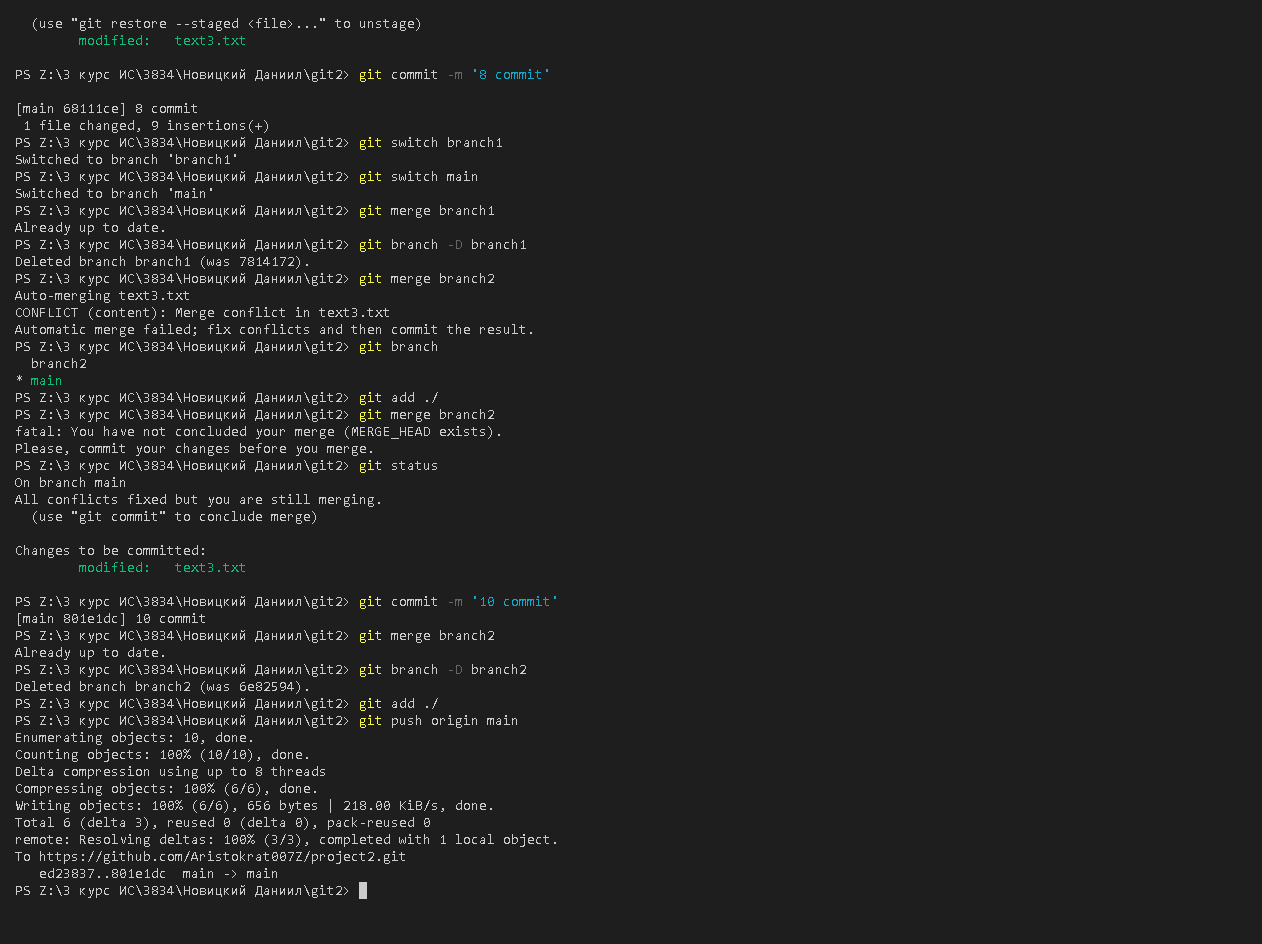 (use "git restore --staged <file>..." to unstage)
modified:   text3.txt
PS Z:\3 курс ИС\3834\Новицкий Даниил\git2> git commit -m '8 commit'
[main 68111ce] 8 commit
1 file changed, 9 insertions(+)
PS Z:\3 курс ИС\3834\Новицкий Даниил\git2> git switch branch1
Switched to branch 'branch1'
PS Z:\3 курс ИС\3834\Новицкий Даниил\git2> git switch main
Switched to branch 'main'
PS Z:\3 курс ИС\3834\Новицкий Даниил\git2> git merge branch1
Already up to date.
PS Z:\3 курс ИС\3834\Новицкий Даниил\git2> git branch -D branch1
Deleted branch branch1 (was 7814172).
PS Z:\3 курс ИС\3834\Новицкий Даниил\git2> git merge branch2
Auto-merging text3.txt
CONFLICT (content): Merge conflict in text3.txt
Automatic merge failed; fix conflicts and then commit the result.
PS Z:\3 курс ИС\3834\Новицкий Даниил\git2> git branch
branch2
* main
PS Z:\3 курс ИС\3834\Новицкий Даниил\git2> git add ./
PS Z:\3 курс ИС\3834\Новицкий Даниил\git2> git merge branch2
fatal: You have not concluded your merge (MERGE_HEAD exists).
Please, commit your changes before you merge.
PS Z:\3 курс ИС\3834\Новицкий Даниил\git2> git status
On branch main
All conflicts fixed but you are still merging.
(use "git commit" to conclude merge)
Changes to be committed:
modified:   text3.txt
PS Z:\3 курс ИС\3834\Новицкий Даниил\git2> git commit -m '10 commit'
[main 801e1dc] 10 commit
PS Z:\3 курс ИС\3834\Новицкий Даниил\git2> git merge branch2
Already up to date.
PS Z:\3 курс ИС\3834\Новицкий Даниил\git2> git branch -D branch2
Deleted branch branch2 (was 6e82594).
PS Z:\3 курс ИС\3834\Новицкий Даниил\git2> git add ./
PS Z:\3 курс ИС\3834\Новицкий Даниил\git2> git push origin main
Enumerating objects: 10, done.
Counting objects: 100% (10/10), done.
Delta compression using up to 8 threads
Compressing objects: 100% (6/6), done.
Writing objects: 100% (6/6), 656 bytes | 218.00 KiB/s, done.
Total 6 (delta 3), reused 0 (delta 0), pack-reused 0
remote: Resolving deltas: 100% (3/3), completed with 1 local object.
To https://github.com/Aristokrat007Z/project2.git
ed23837..801e1dc  main -> main
PS Z:\3 курс ИС\3834\Новицкий Даниил\git2>